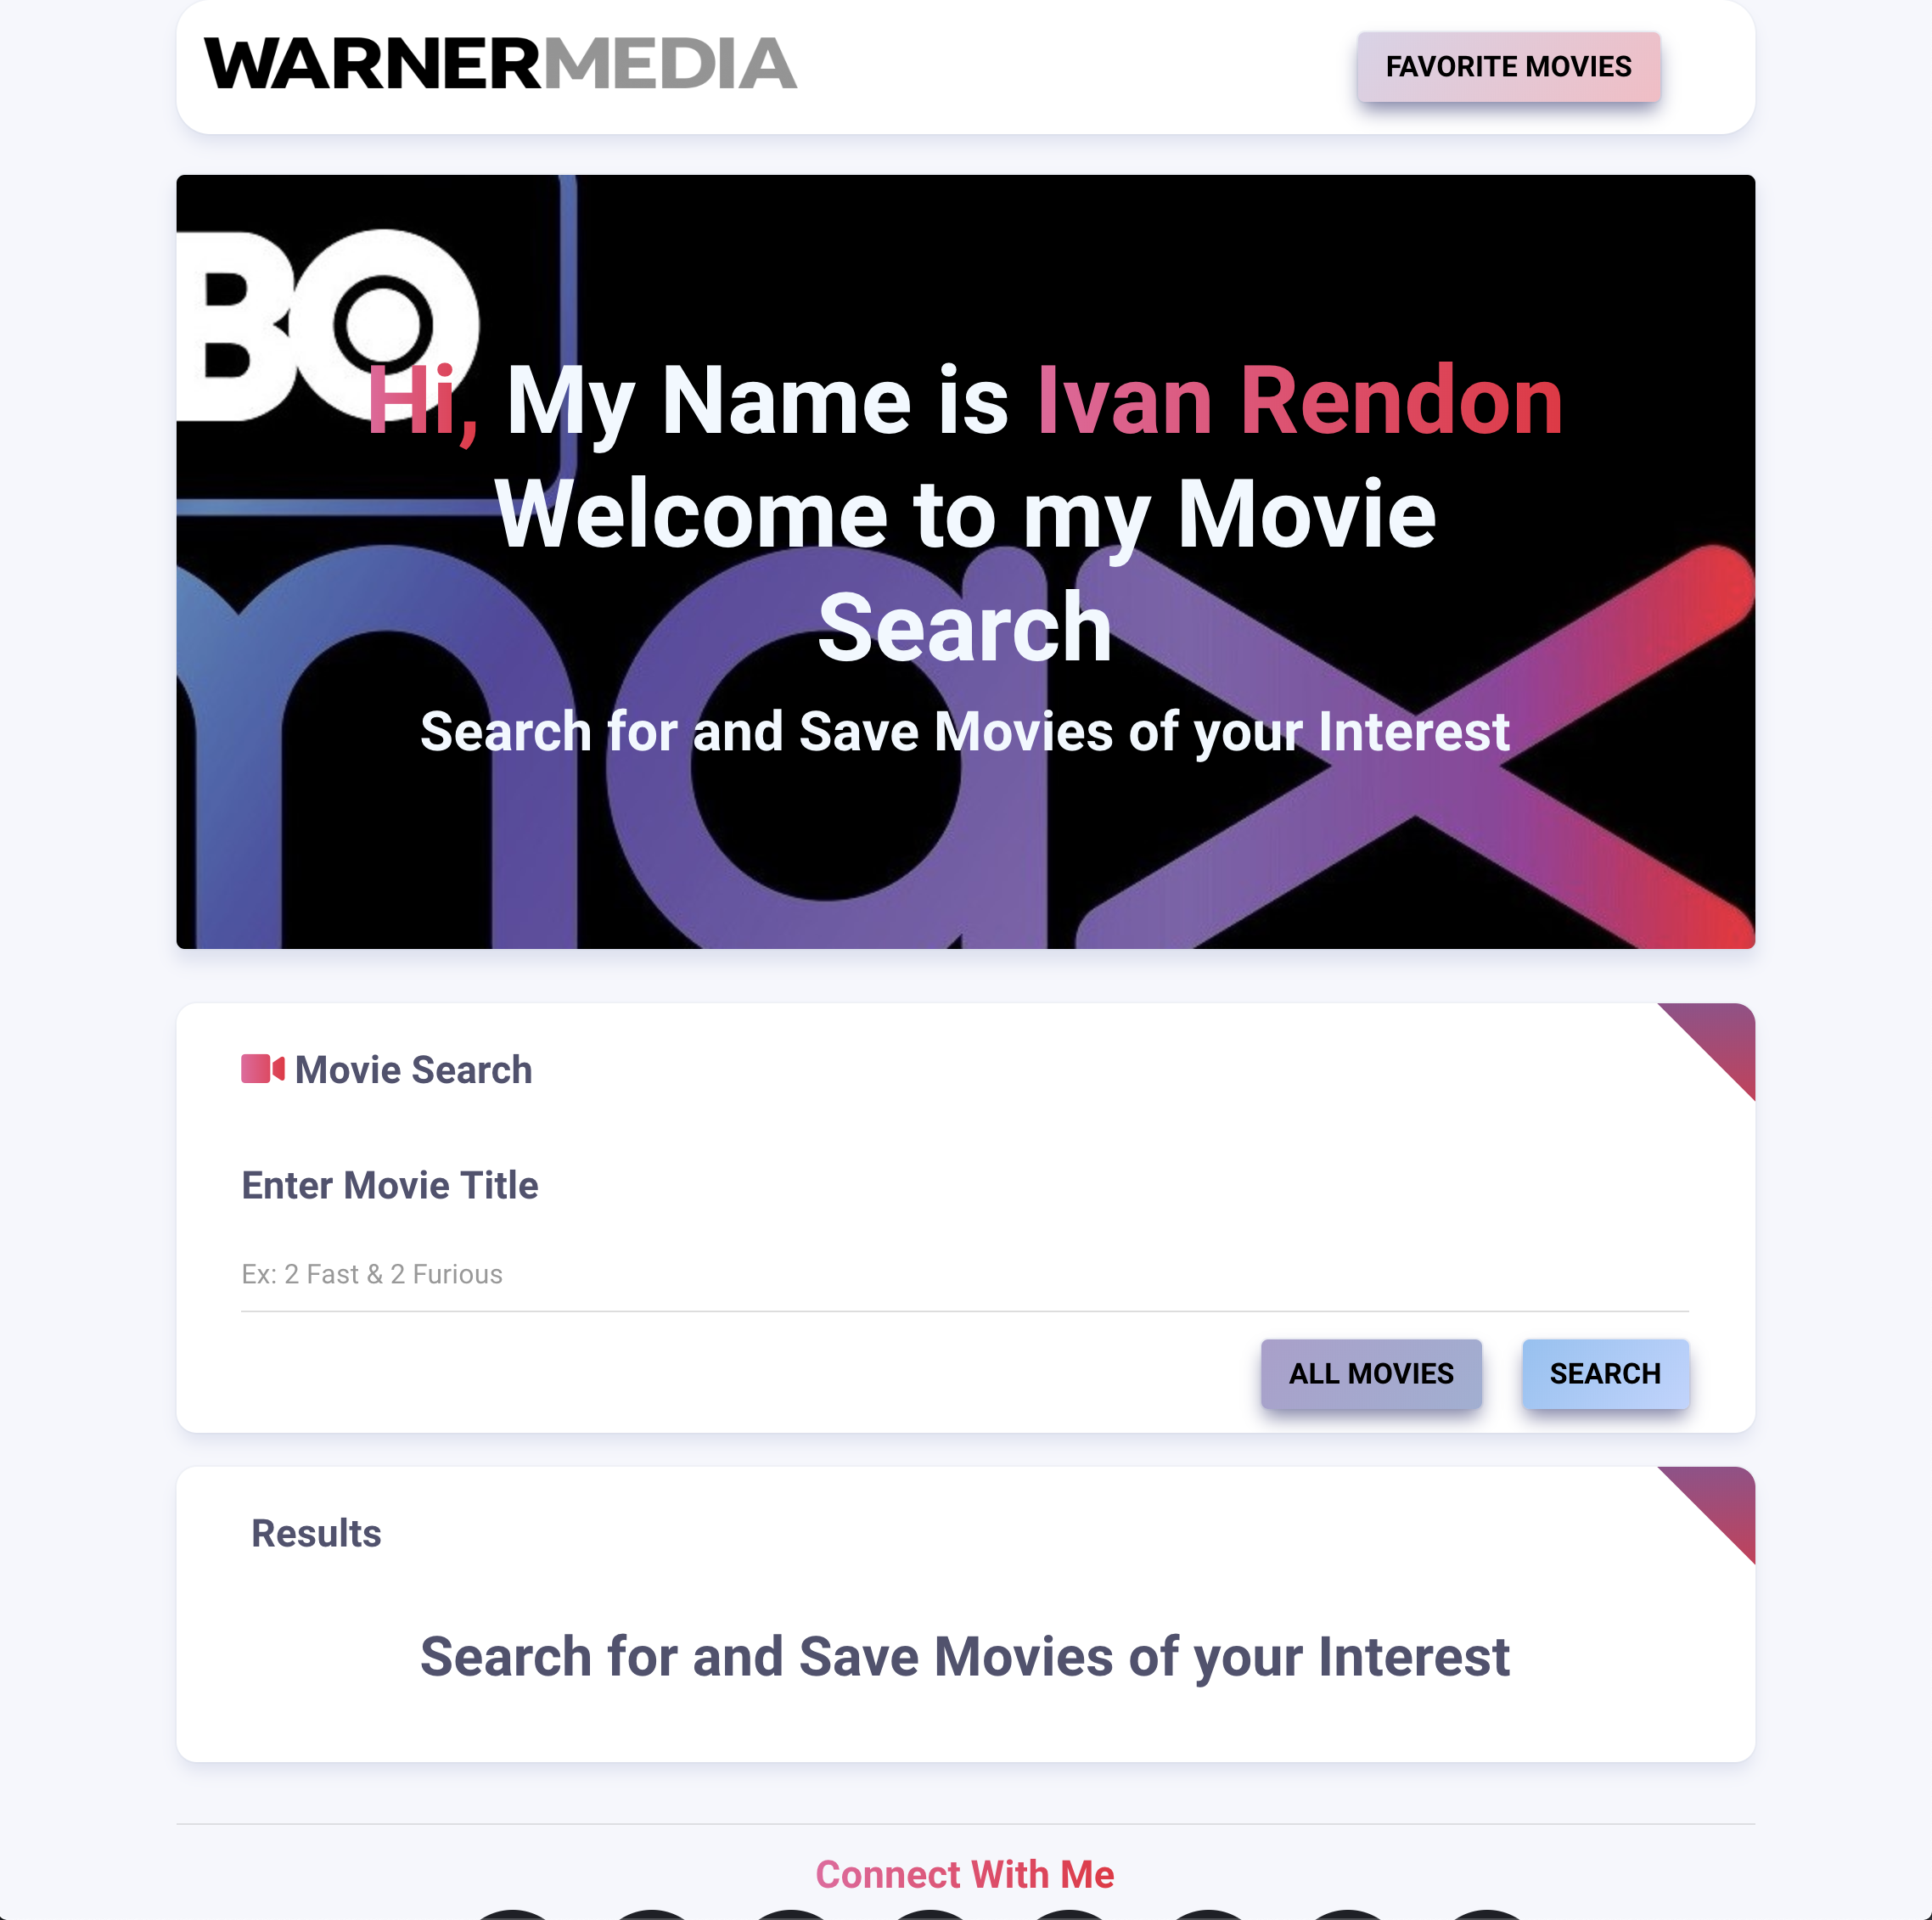 WARNERMEDIA
FAVORITE MOVIES
BO
max
Hi, My Name is Ivan Rendon
Welcome to my Movie
Search
Search for and Save Movies of your Interest
Movie Search
Enter Movie Title
Ex: 2 Fast & 2 Furious
ALL MOVIES
SEARCH
Results
Search for and Save Movies of your Interest
Connect With Me